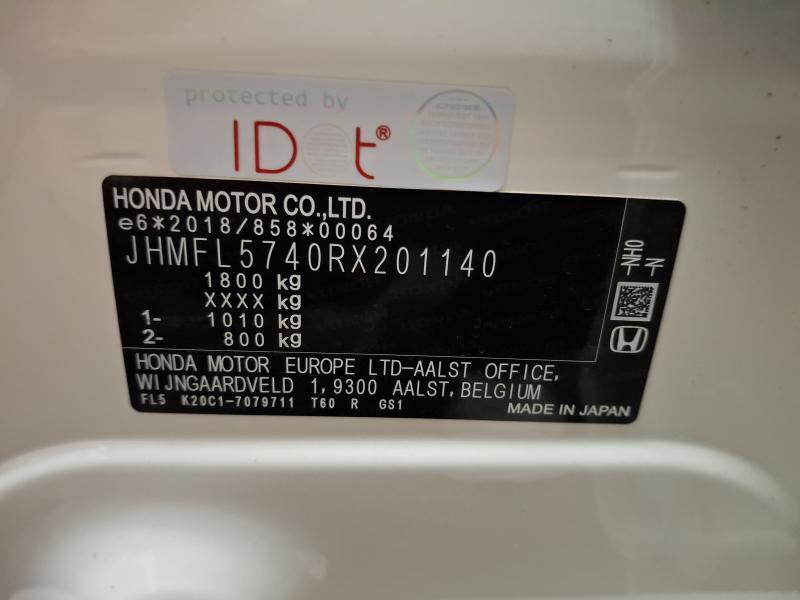 protected by
IDOt®
HONDA MOTOR CO.,LTD.
e6*2018/858*00064
JHMFL5740RX201140
1800 kg
XXXX kg
1- 1010 kg
2- 800 kg
HONDA MOTOR EUROPE LTD-AALST OFFICE,
WIJNGAARDVELD 1,9300 AALST,BELGIUM
FL5 K20C1-7079711 T60 R GS1
MADE IN JAPAN